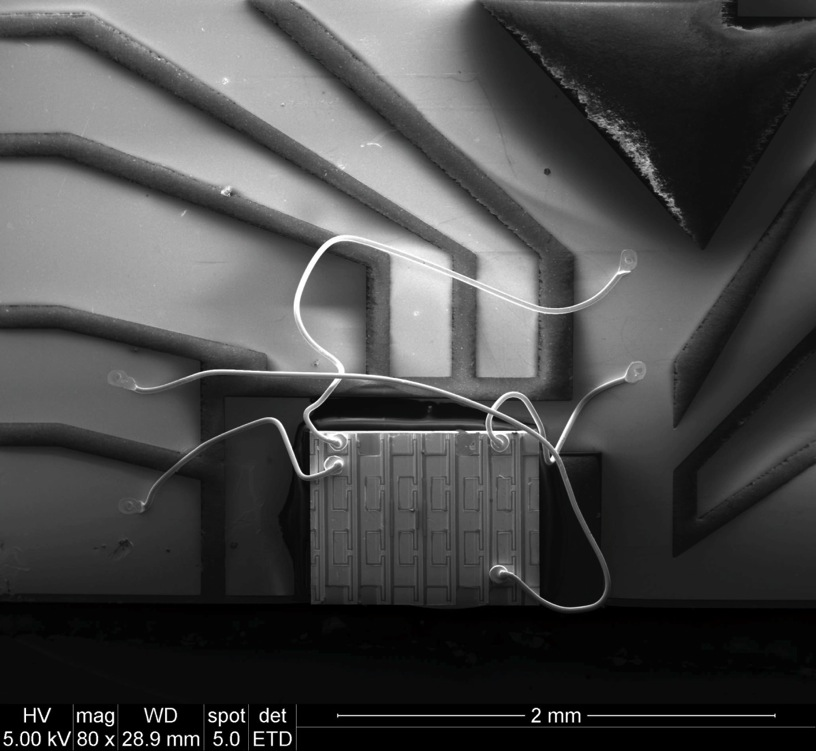 HV mag WD spot det
5.00 kV 80 x 28.9 mm 5.0 ETD
2 mm